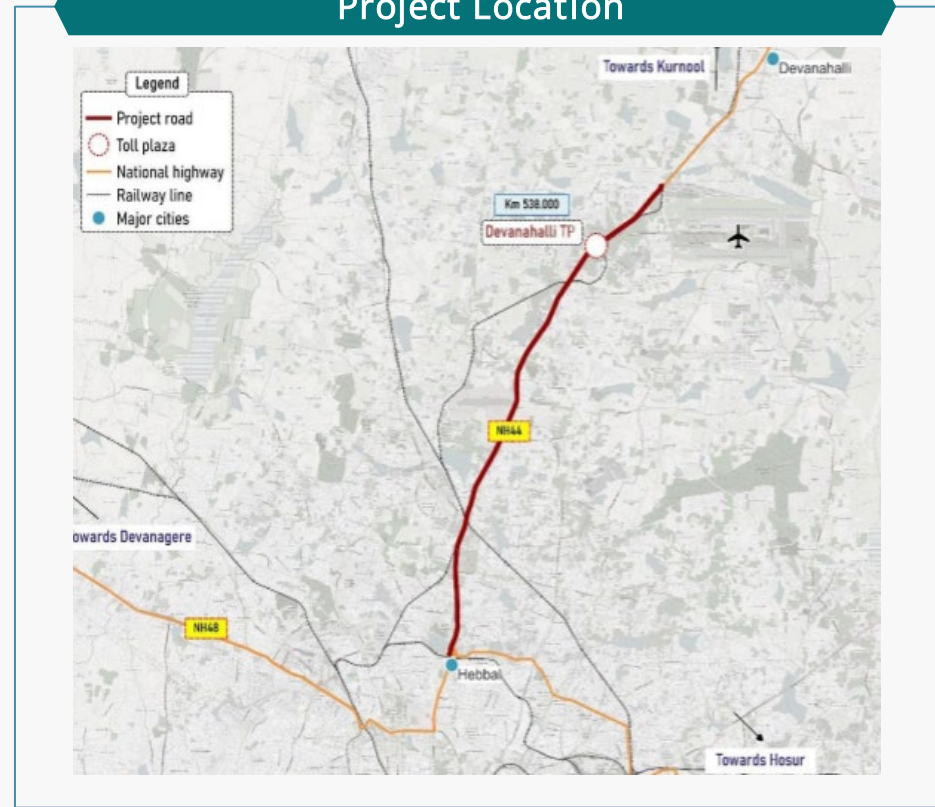 Project Location
Legend
Project road
Toll plaza
National highway
Railway line
Major cities
Towards Kurnool
Devanahalli
Km 538.000
Devanahalli TP
NH44
owards Devanagere
NH48
Hebbal
Towards Hosur